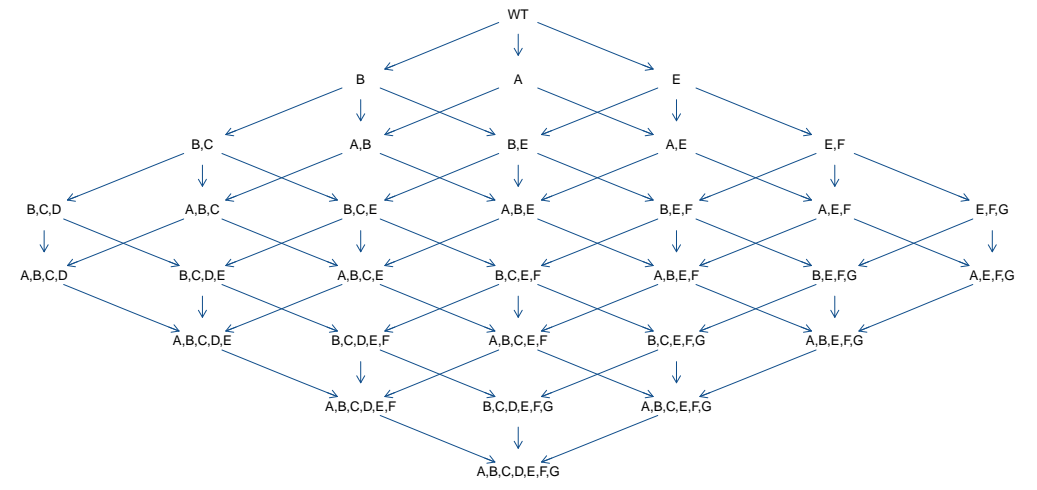 WT
B A E
B,C A,B B,E A,E E,F
B,C,D A,B,C B,C,E A,B,E B,E,F A,E,F E,F,G
A,B,C,D B,C,D,E A,B,C,E B,C,E,F A,B,E,F B,E,F,G A,E,F,G
A,B,C,D,E B,C,D,E,F A,B,C,E,F B,C,E,F,G A,B,E,F,G
A,B,C,D,E,F B,C,D,E,F,G A,B,C,E,F,G
A,B,C,D,E,F,G